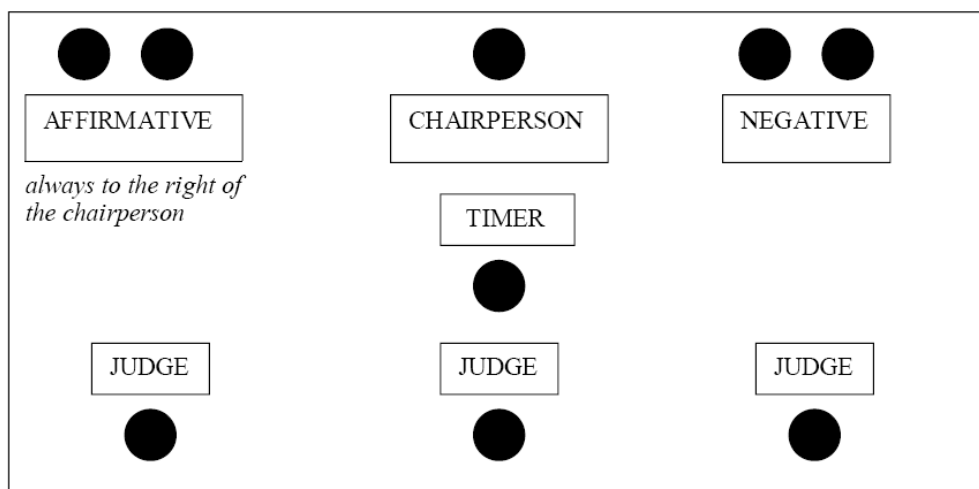 AFFIRMATIVE
CHAIRPERSON
NEGATIVE
always to the right of
the chairperson
TIMER
JUDGE
JUDGE
JUDGE